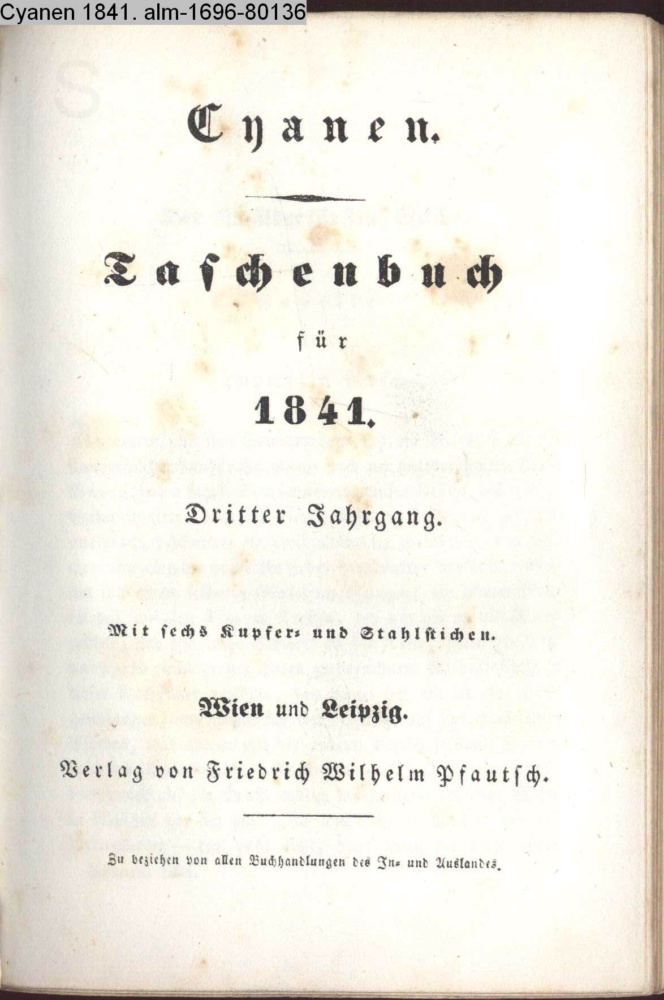 Cyanen 1841. alm-1696-80136
Cyanen.
Taschenbuch
für
1841.
Dritter Jahrgang.
Mit sechs Kupfer- und Stahlstichen.
Wien und Leipzig.
Verlag von Friedrich Wilhelm Pfautsch.
Zu beziehen von allen Buchhandlungen des In- und Auslandes.